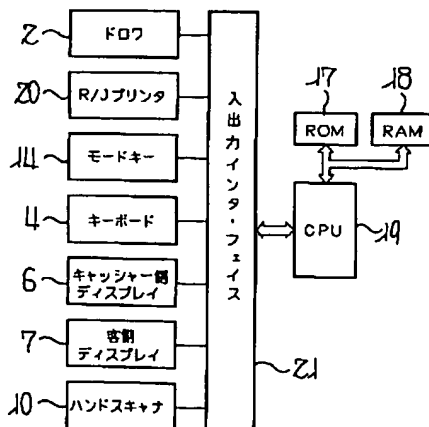 2
ドロワ
20
R/Jプリンタ
14
モードキー
4
キーボード
6
キャッシャー側
ディスプレイ
7
客側
ディスプレイ
10
ハンドスキャナ
入出力インタ・フェイス
21
17
ROM
18
RAM
CPU
19